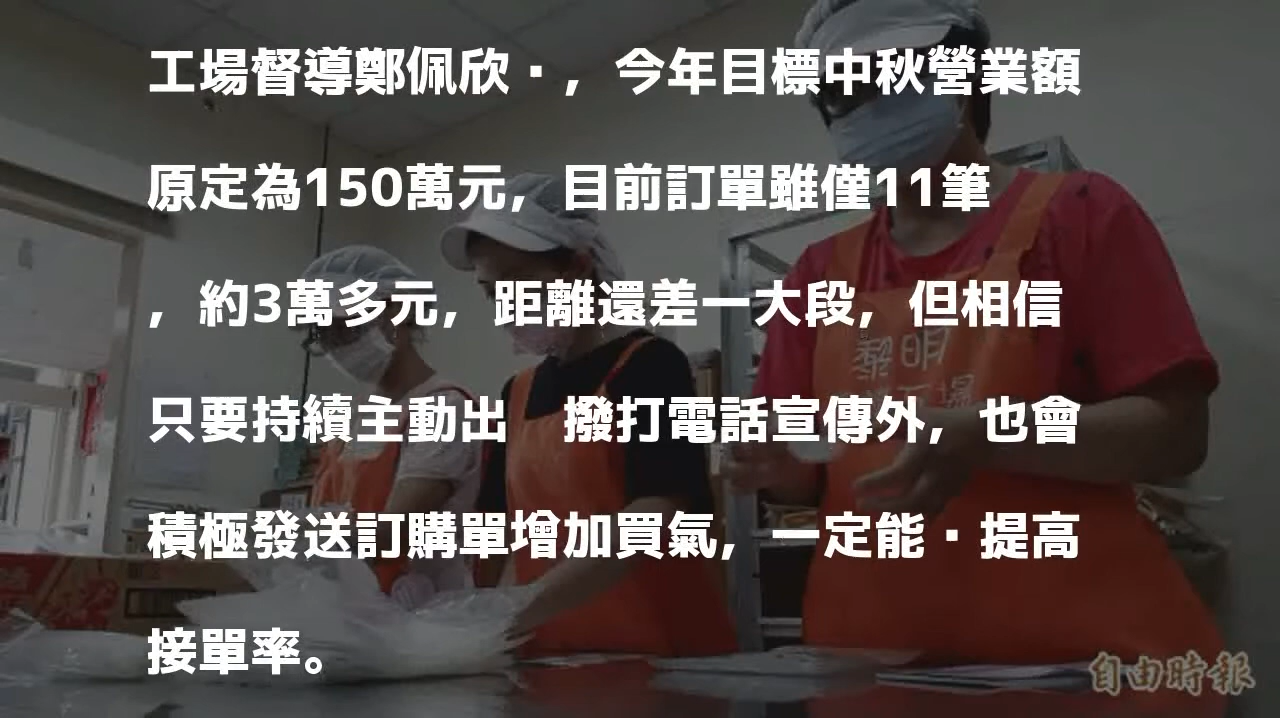 工場督導鄭佩欣·，今年目標中秋營業額
原定為150萬元，目前訂單雖僅11筆
，約3萬多元，距離還差一大段，但相信
只要持續主動出　撥打電話宣傳外，也會
積極發送訂購單增加買氣，一定能·提高
接單率。
黎明
自由時報